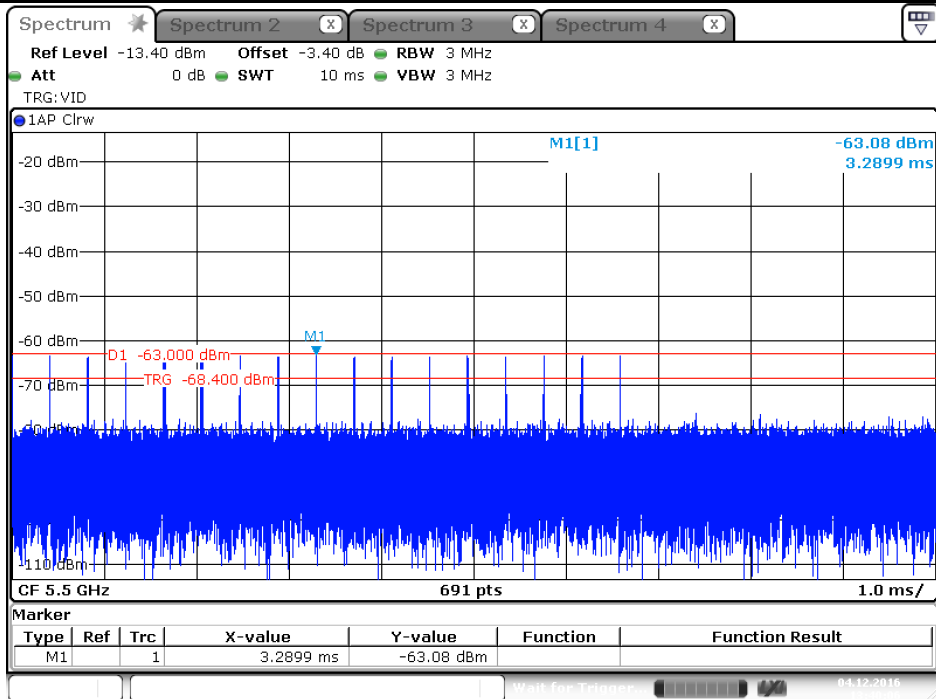 Spectrum Spectrum 2 X Spectrum 3 X Spectrum 4 X
Ref Level -13.40 dBm Offset -3.40 dB RBW 3 MHz
Att 0 dB SWT 10 ms VBW 3 MHz
TRG:VID
1AP Clrw
M1[1] -63.08 dBm
3.2899 ms
-20 dBm
-30 dBm
-40 dBm
-50 dBm
-60 dBm
M1
D1 -63.000 dBm
TRG -68.400 dBm
-70 dBm
-110 dBm
CF 5.5 GHz 691 pts 1.0 ms/
Marker
Type Ref Trc X-value Y-value Function Function Result
M1 1 3.2899 ms -63.08 dBm
Wait for Trigger...
04.12.2016